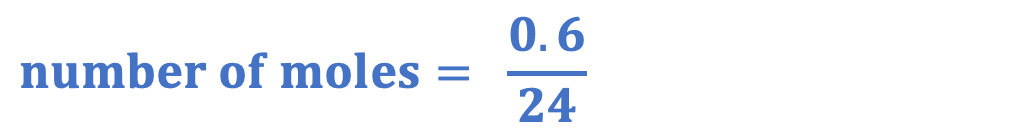 number of moles = 0.6/24